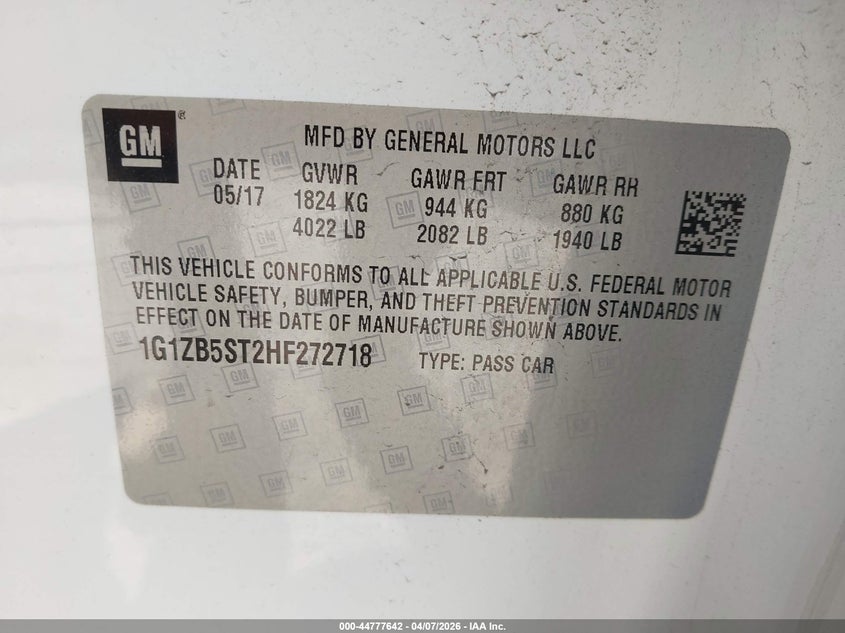 GM®
MFD BY GENERAL MOTORS LLC
DATE GVWR GAWR FRT GAWR RR
05/17 1824 KG 944 KG 880 KG
4022 LB 2082 LB 1940 LB
THIS VEHICLE CONFORMS TO ALL APPLICABLE U.S. FEDERAL MOTOR
VEHICLE SAFETY, BUMPER, AND THEFT PREVENTION STANDARDS IN
EFFECT ON THE DATE OF MANUFACTURE SHOWN ABOVE.
1G1ZB5ST2HF272718 TYPE: PASS CAR
000-44777642 - 04/07/2026 - IAA Inc.